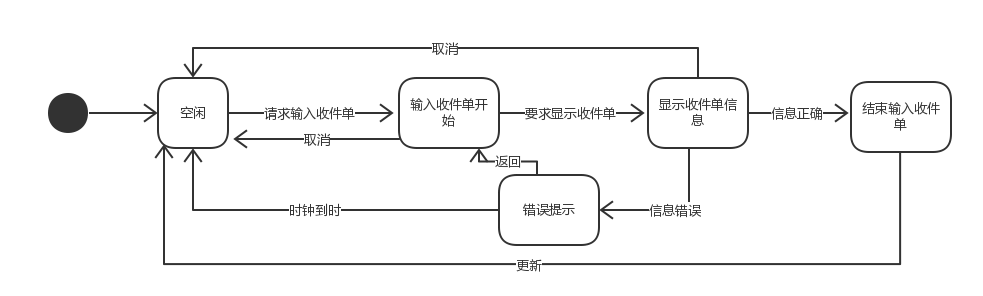 取消
空闲
请求输入收件单
输入收件单开
始
要求显示收件单
显示收件单信
息
信息正确
结束输入收件
单
取消
返回
时钟到时
错误提示
信息错误
更新